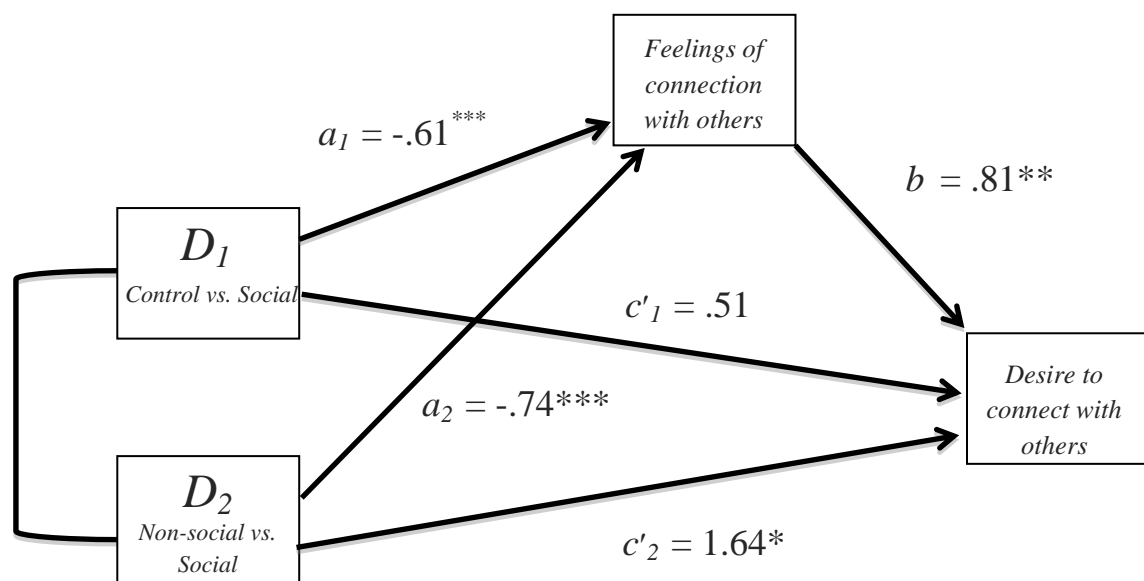 Feelings of
connection
with others
a1 = -.61***
b = .81**
D1
Control vs. Social
c'1 = .51
Desire to
connect with
others
a2 = -.74***
D2
Non-social vs.
Social
c'2 = 1.64*